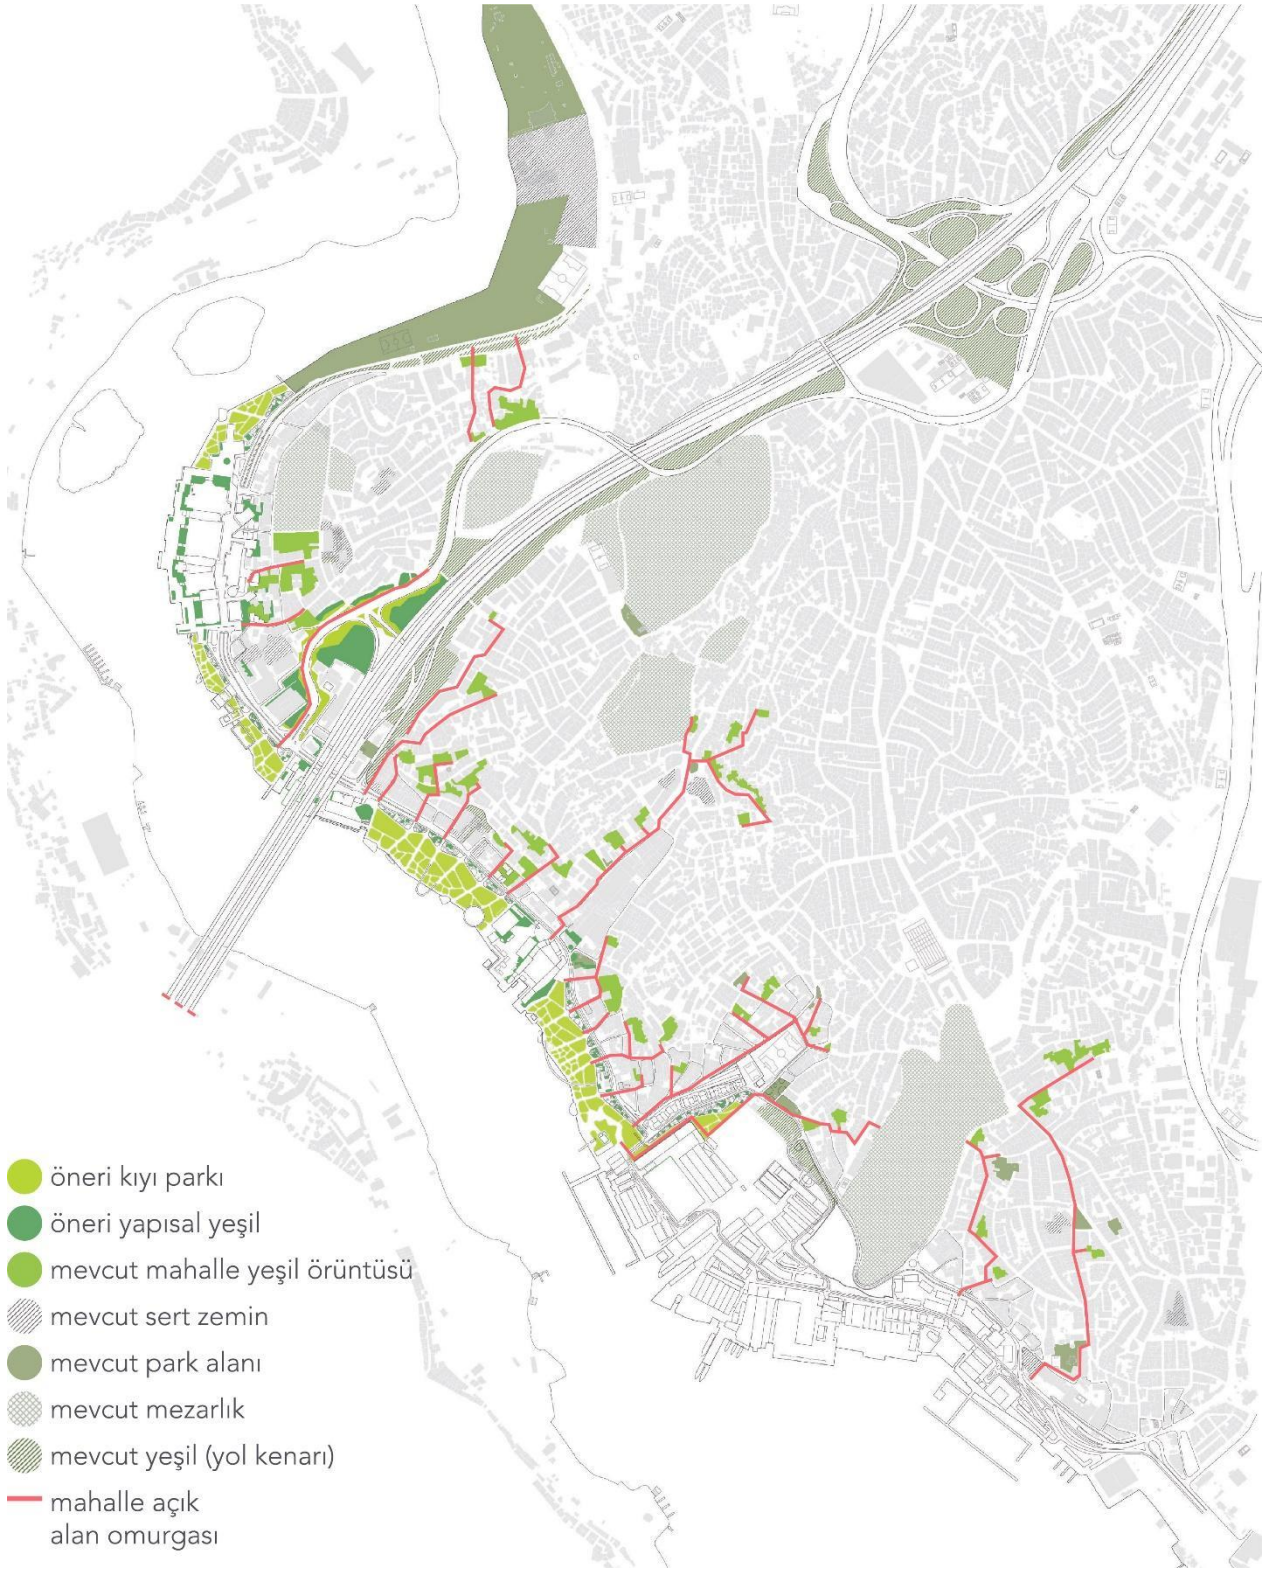 öneri kıyı parkı
öneri yapısal yeşil
mevcut mahalle yeşil örüntüsü
mevcut sert zemin
mevcut park alanı
mevcut mezarlık
mevcut yeşil (yol kenarı)
mahalle açık
alan omurgası